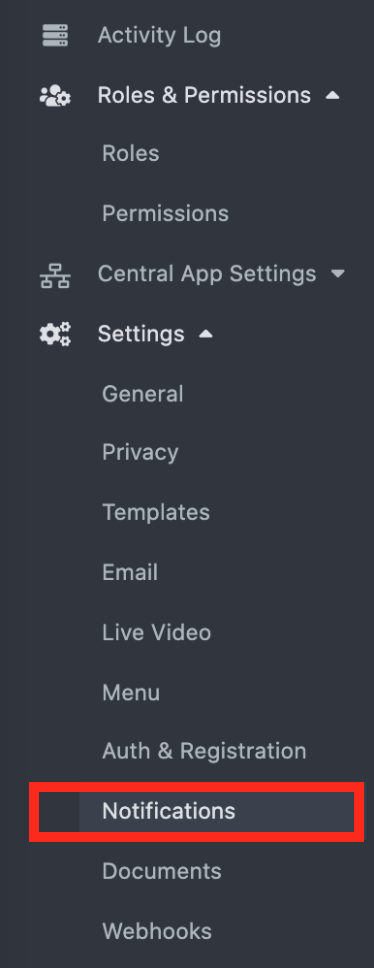 Activity Log
Roles & Permissions
Roles
Permissions
Central App Settings
Settings
General
Privacy
Templates
Email
Live Video
Menu
Auth & Registration
Notifications
Documents
Webhooks